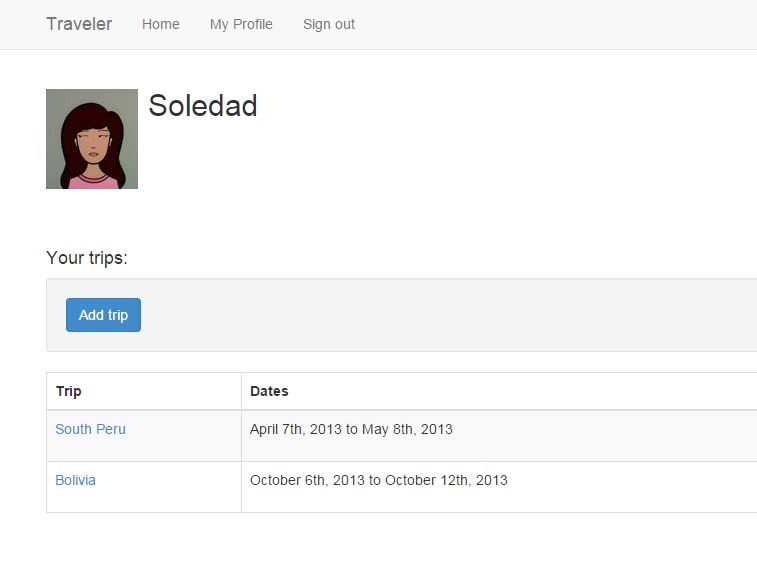 Traveler Home My Profile Sign out
Soledad
Your trips:
Add trip
Trip Dates
South Peru April 7th, 2013 to May 8th, 2013
Bolivia October 6th, 2013 to October 12th, 2013